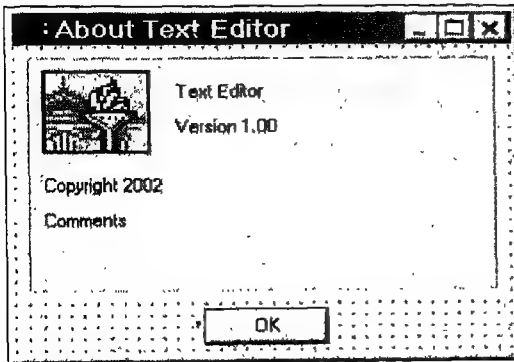 : About Text Editor
Text Editor
Version 1.00
Copyright 2002
Comments
OK